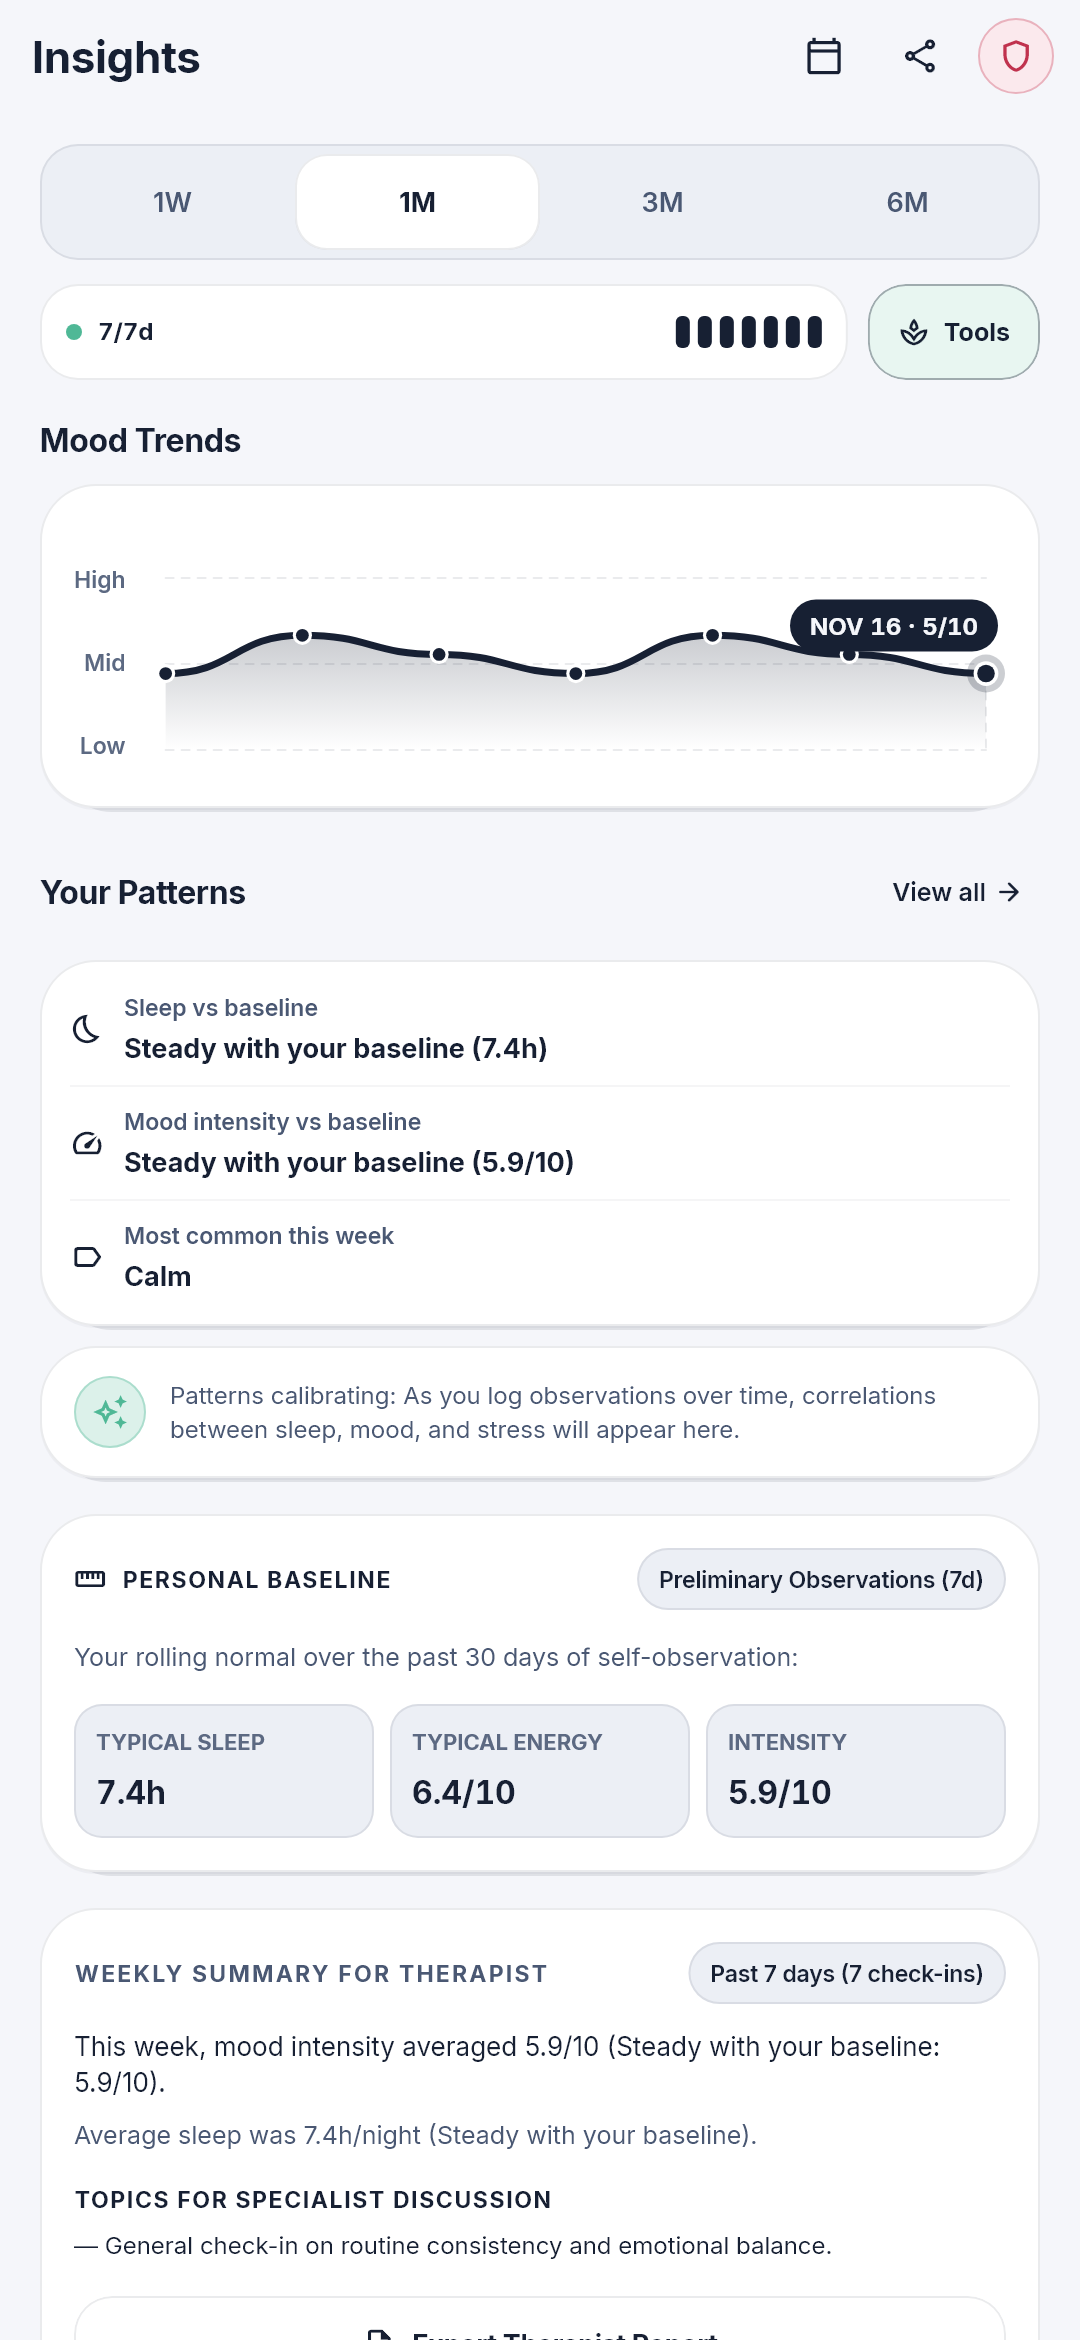 Insights
1W 1M 3M 6M
7/7d
Tools
Mood Trends
High
NOV 16 · 5/10
Mid
Low
Your Patterns
View all
Sleep vs baseline
Steady with your baseline (7.4h)
Mood intensity vs baseline
Steady with your baseline (5.9/10)
Most common this week
Calm
Patterns calibrating: As you log observations over time, correlations
between sleep, mood, and stress will appear here.
PERSONAL BASELINE
Preliminary Observations (7d)
Your rolling normal over the past 30 days of self-observation:
TYPICAL SLEEP
7.4h
TYPICAL ENERGY
6.4/10
INTENSITY
5.9/10
WEEKLY SUMMARY FOR THERAPIST
Past 7 days (7 check-ins)
This week, mood intensity averaged 5.9/10 (Steady with your baseline:
5.9/10).
Average sleep was 7.4h/night (Steady with your baseline).
TOPICS FOR SPECIALIST DISCUSSION
— General check-in on routine consistency and emotional balance.
Export Therapist Report